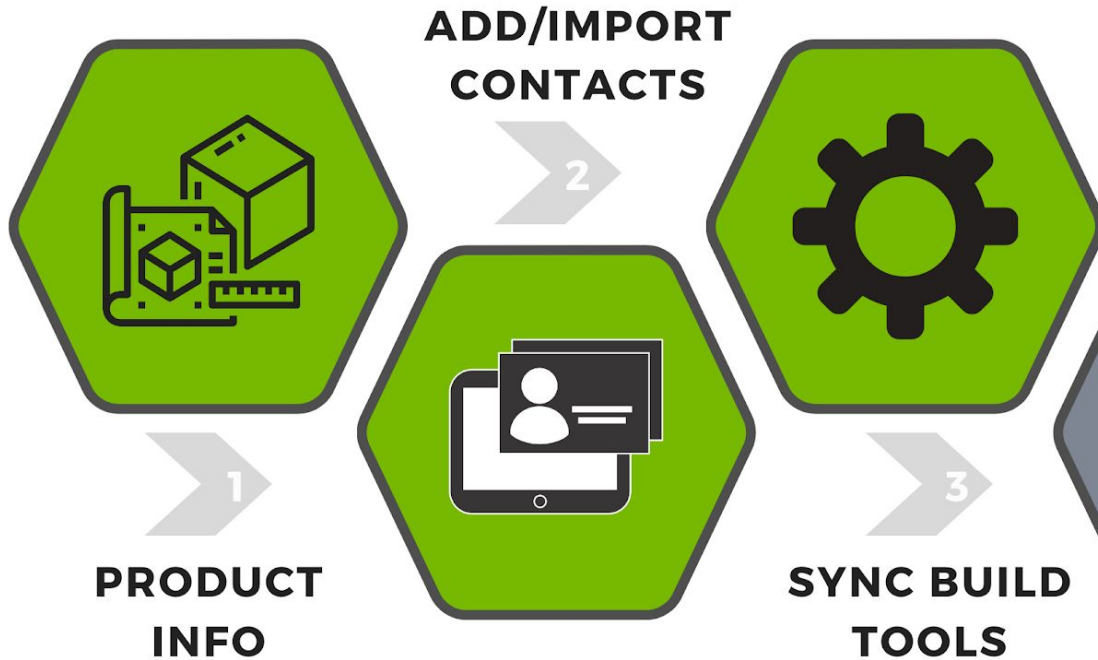 1
PRODUCT
INFO
ADD/IMPORT
CONTACTS
2
3
SYNC BUILD
TOOLS